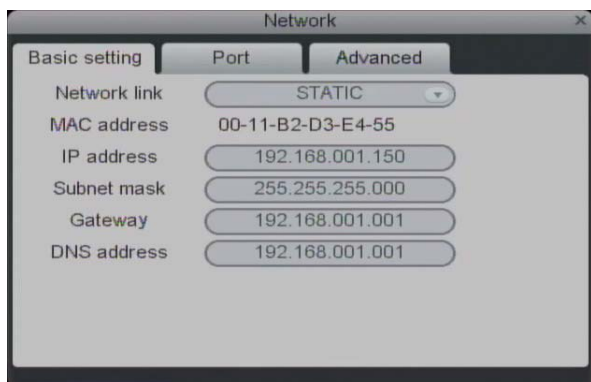 Network ×
Basic setting Port Advanced
Network link STATIC
MAC address 00-11-B2-D3-E4-55
IP address 192.168.001.150
Subnet mask 255.255.255.000
Gateway 192.168.001.001
DNS address 192.168.001.001